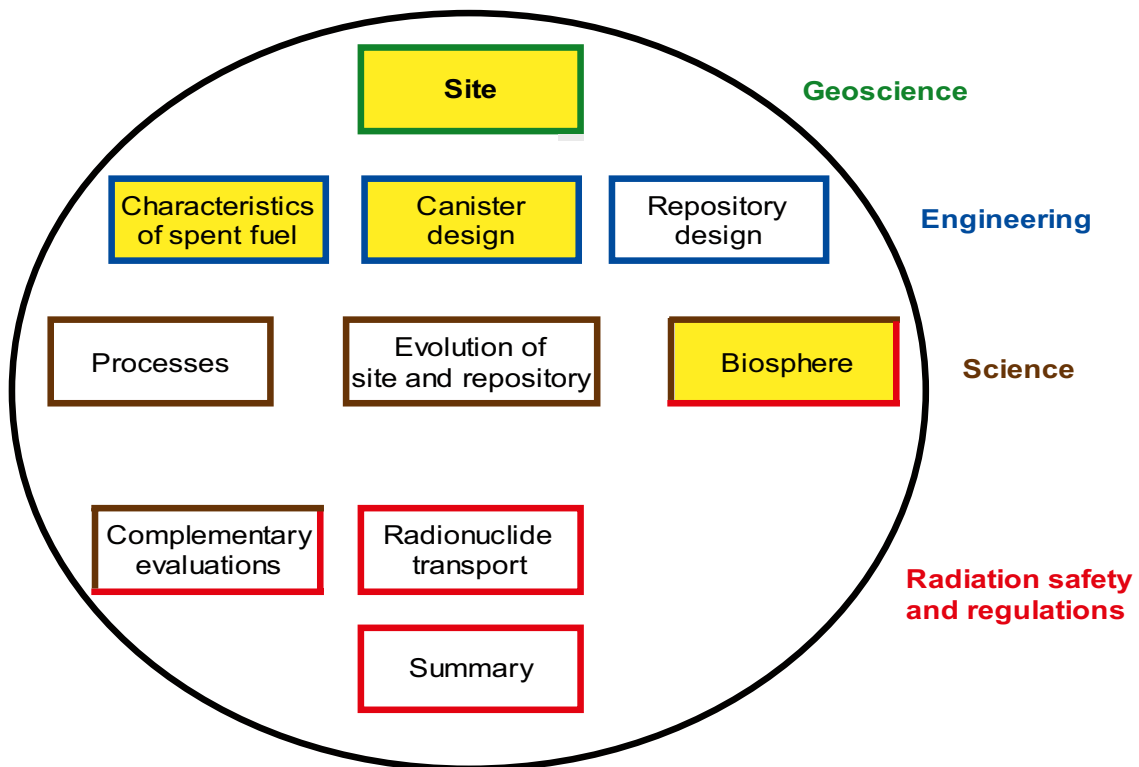 Site
Geoscience
Characteristics
of spent fuel
Canister
design
Repository
design
Engineering
Processes
Evolution of
site and repository
Biosphere
Science
Complementary
evaluations
Radionuclide
transport
Radiation safety
and regulations
Summary